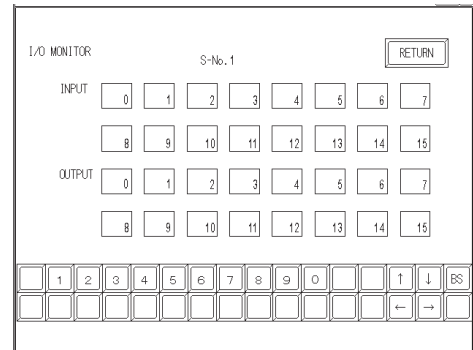 I/O MONITOR S-No.1 RETURN
INPUT 0 1 2 3 4 5 6 7
8 9 10 11 12 13 14 15
OUTPUT 0 1 2 3 4 5 6 7
8 9 10 11 12 13 14 15
1 2 3 4 5 6 7 8 9 0 ↑ ↓ BS
← →